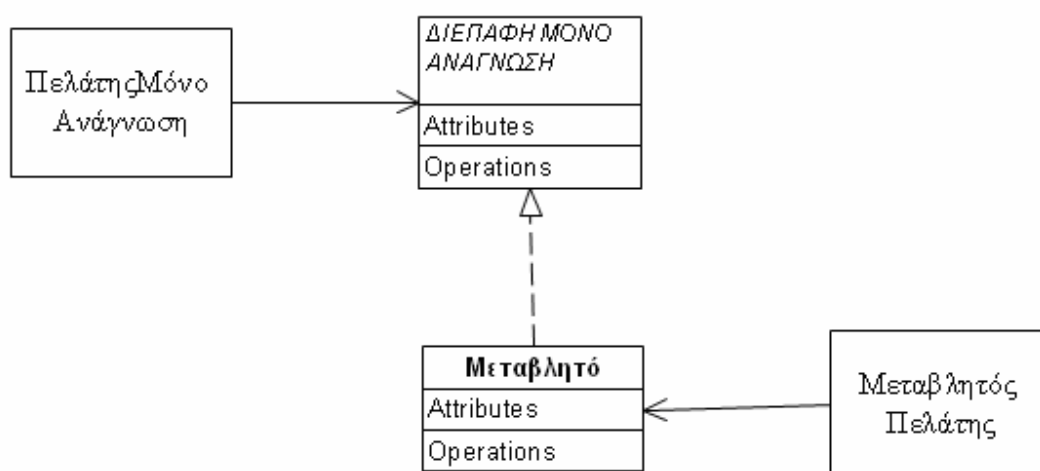 ΔΙΕΠΑΦΗ ΜΟΝΟ
ΑΝΑΓΝΩΣΗ
ΠελάτηςΜόνο
Ανάγνωση
Attributes
Operations
Μεταβλητό
Attributes
Operations
Μεταβλητός
Πελάτης